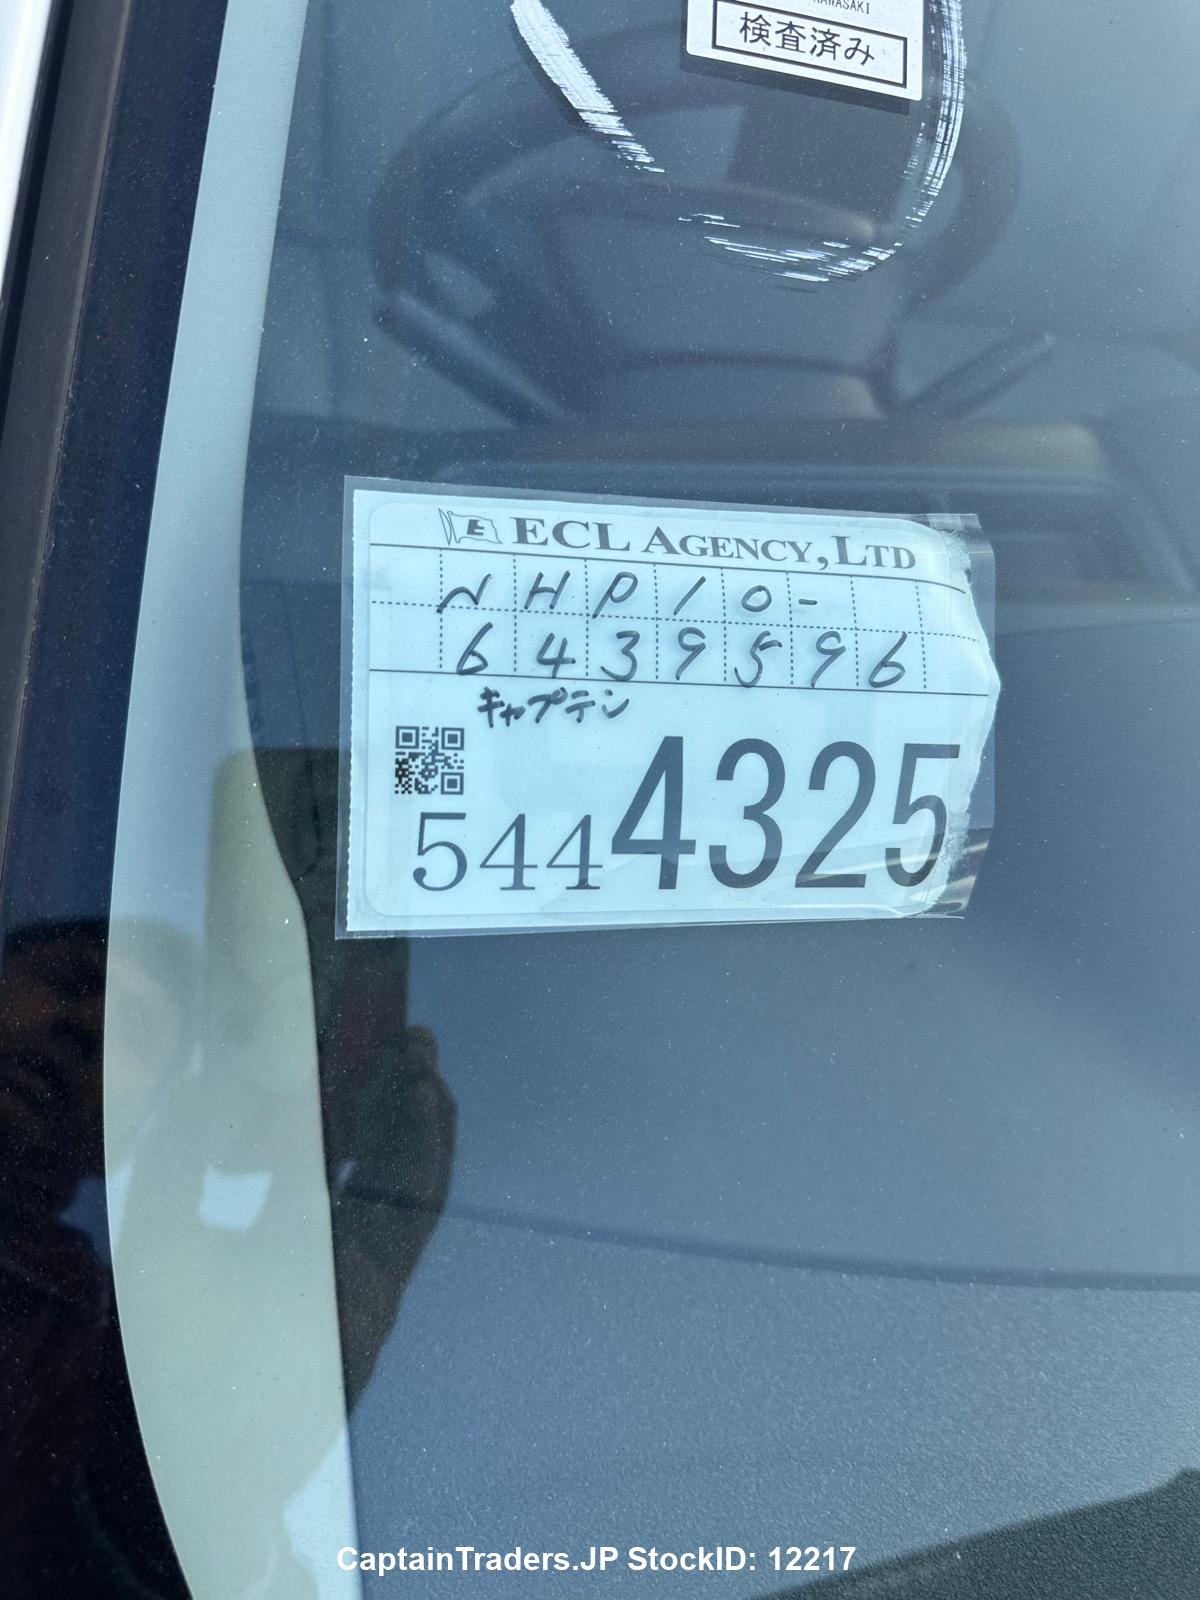 KAWASAKI
検査済み
ECL AGENCY, LTD
NHP10-
6439596
キャプテン
5444325
CaptainTraders.JP StockID: 12217